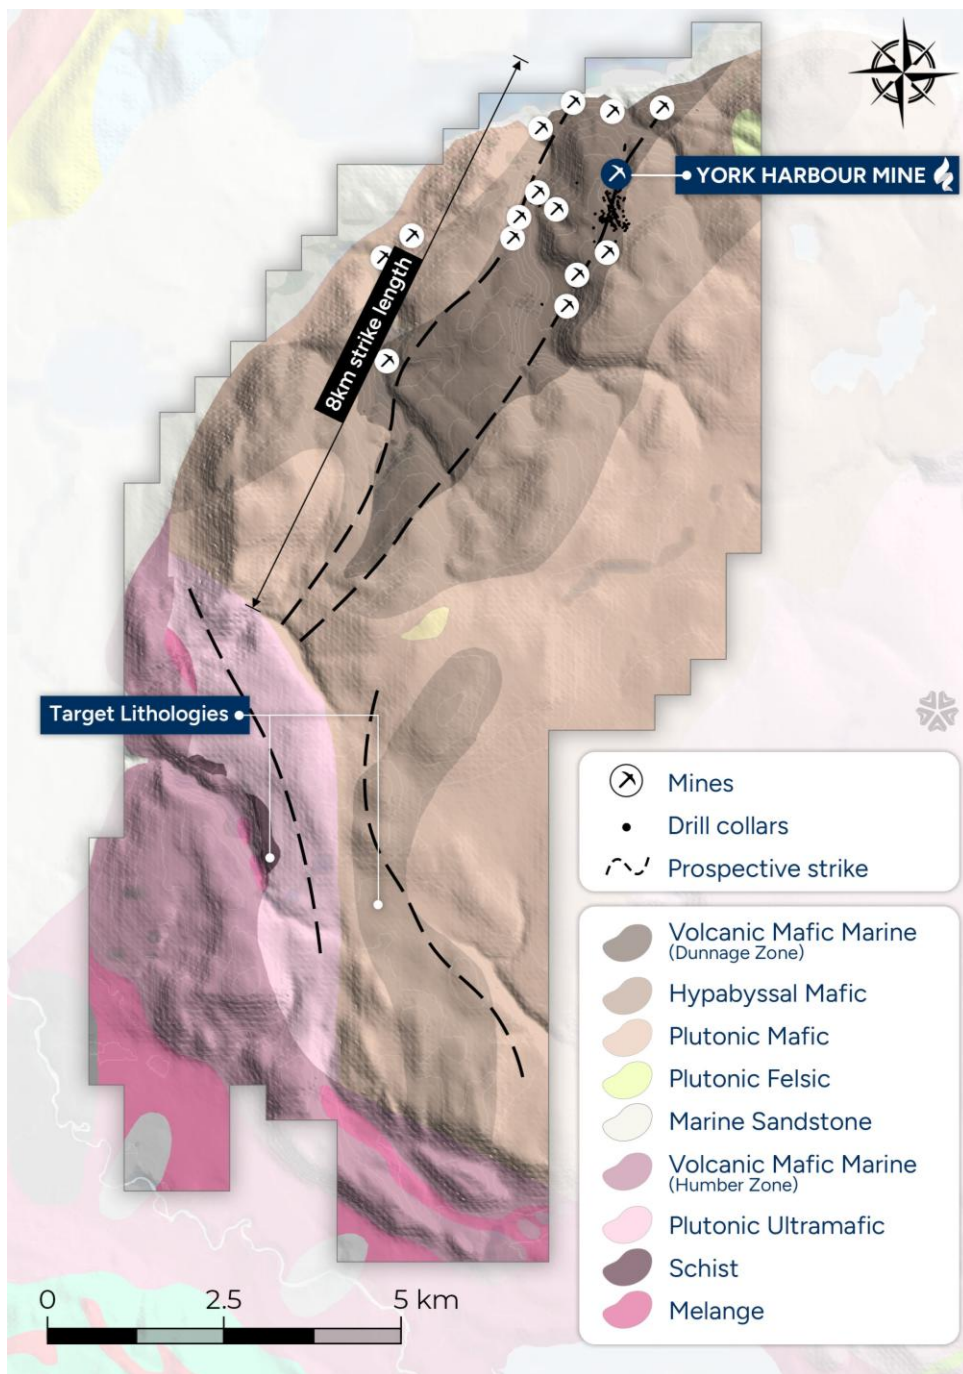 YORK HARBOUR MINE
8km strike length
Target Lithologies
Mines
Drill collars
Prospective strike
Volcanic Mafic Marine
(Dunnage Zone)
Hypabyssal Mafic
Plutonic Mafic
Plutonic Felsic
Marine Sandstone
Volcanic Mafic Marine
(Humber Zone)
Plutonic Ultramafic
Schist
Melange
0 2.5 5 km